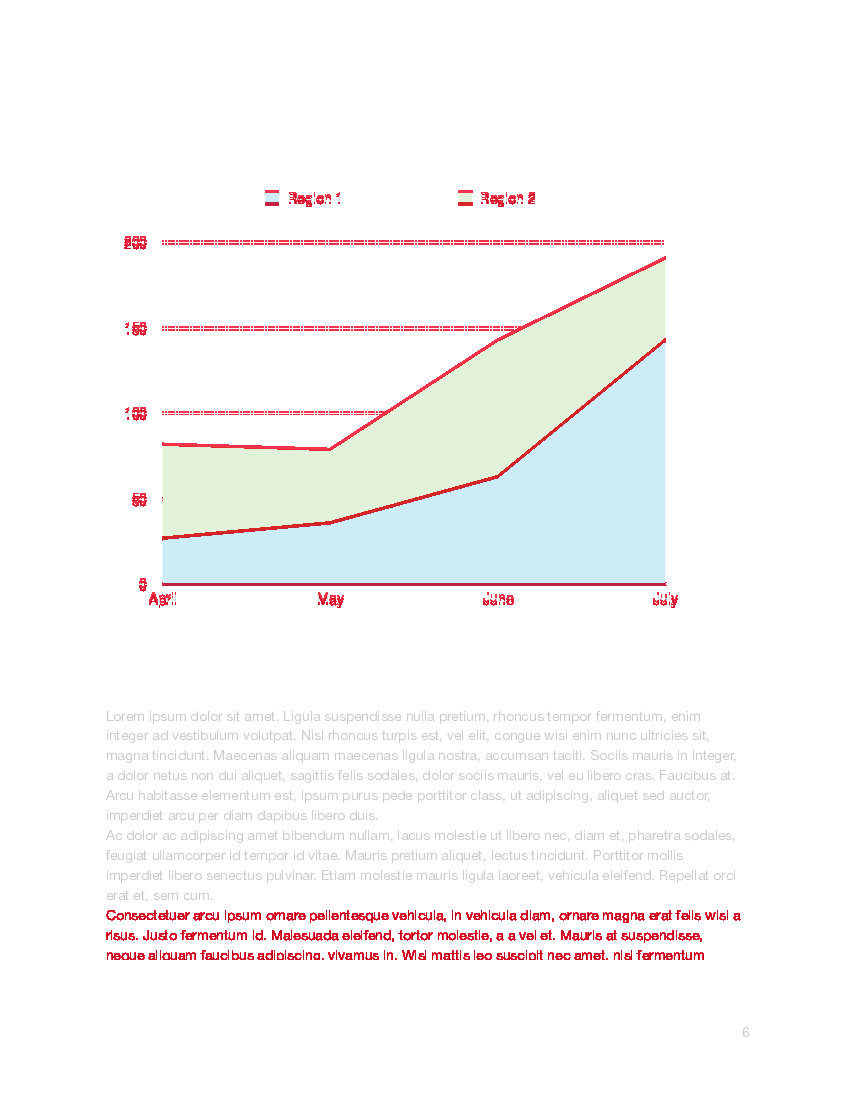 Region 1 Region 2
200
150
100
50
0
April May June July
Lorem ipsum dolor sit amet. Ligula suspendisse nulla pretium, rhoncus tempor fermentum, enim
integer ad vestibulum volutpat. Nisl rhoncus turpis est, vel elit, congue wisi enim nunc ultricies sit,
magna tincidunt. Maecenas aliquam maecenas ligula nostra, accumsan taciti. Sociis mauris in integer,
a dolor netus non dui aliquet, sagittis felis sodales, dolor sociis mauris, vel eu libero cras. Faucibus at.
Arcu habitasse elementum est, ipsum purus pede porttitor class, ut adipiscing, aliquet sed auctor,
imperdiet arcu per diam dapibus libero duis.
Ac dolor ac adipiscing amet bibendum nullam, lacus molestie ut libero nec, diam et, pharetra sodales,
feugiat ullamcorper id tempor id vitae. Mauris pretium aliquet, lectus tincidunt. Porttitor mollis
imperdiet libero senectus pulvinar. Etiam molestie mauris ligula laoreet, vehicula eleifend. Repellat orci
erat et, sem cum.
Consectetuer arcu ipsum ornare pellentesque vehicula, in vehicula diam, ornare magna erat felis wisi a
risus. Justo fermentum id. Malesuada eleifend, tortor molestie, a a vel et. Mauris at suspendisse,
neque aliquam faucibus adipiscing, vivamus in. Wisi mattis leo suscipit nec amet, nisl fermentum
6